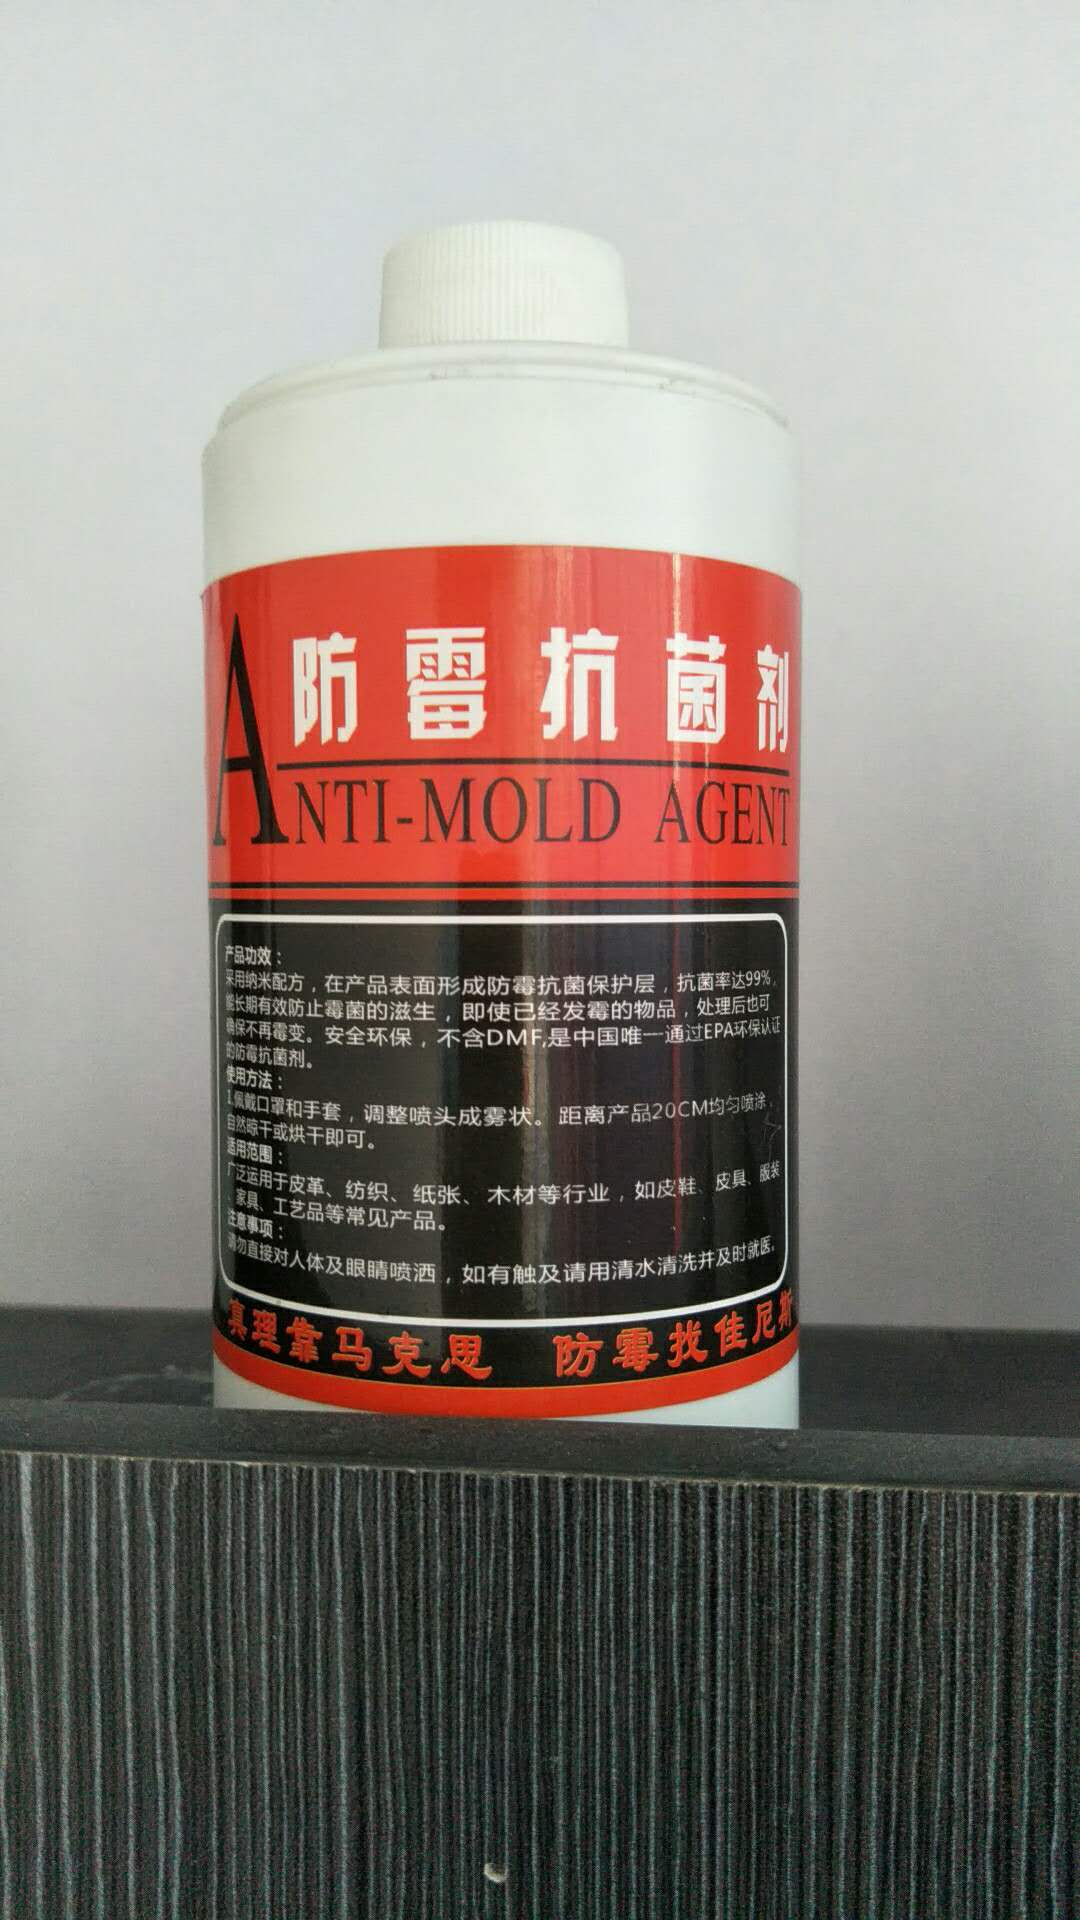 防霉抗菌剂
ANTI-MOLD AGENT
产品功效：
采用纳米配方，在产品表面形成防霉抗菌保护层，抗菌率达99%，
能长期有效防止霉菌的滋生，即使已经发霉的物品，处理后也可
确保不再霉变。安全环保，不含DMF,是中国唯一通过EPA环保认证
的防霉抗菌剂。
使用方法：
1.佩戴口罩和手套，调整喷头成雾状。距离产品20CM均匀喷涂，
自然晾干或烘干即可。
适用范围：
广泛运用于皮革、纺织、纸张、木材等行业，如皮鞋、皮具、服装
、家具、工艺品等常见产品。
注意事项：
请勿直接对人体及眼睛喷洒，如有触及请用清水清洗并及时就医。
真理靠马克思 防霉找佳尼斯